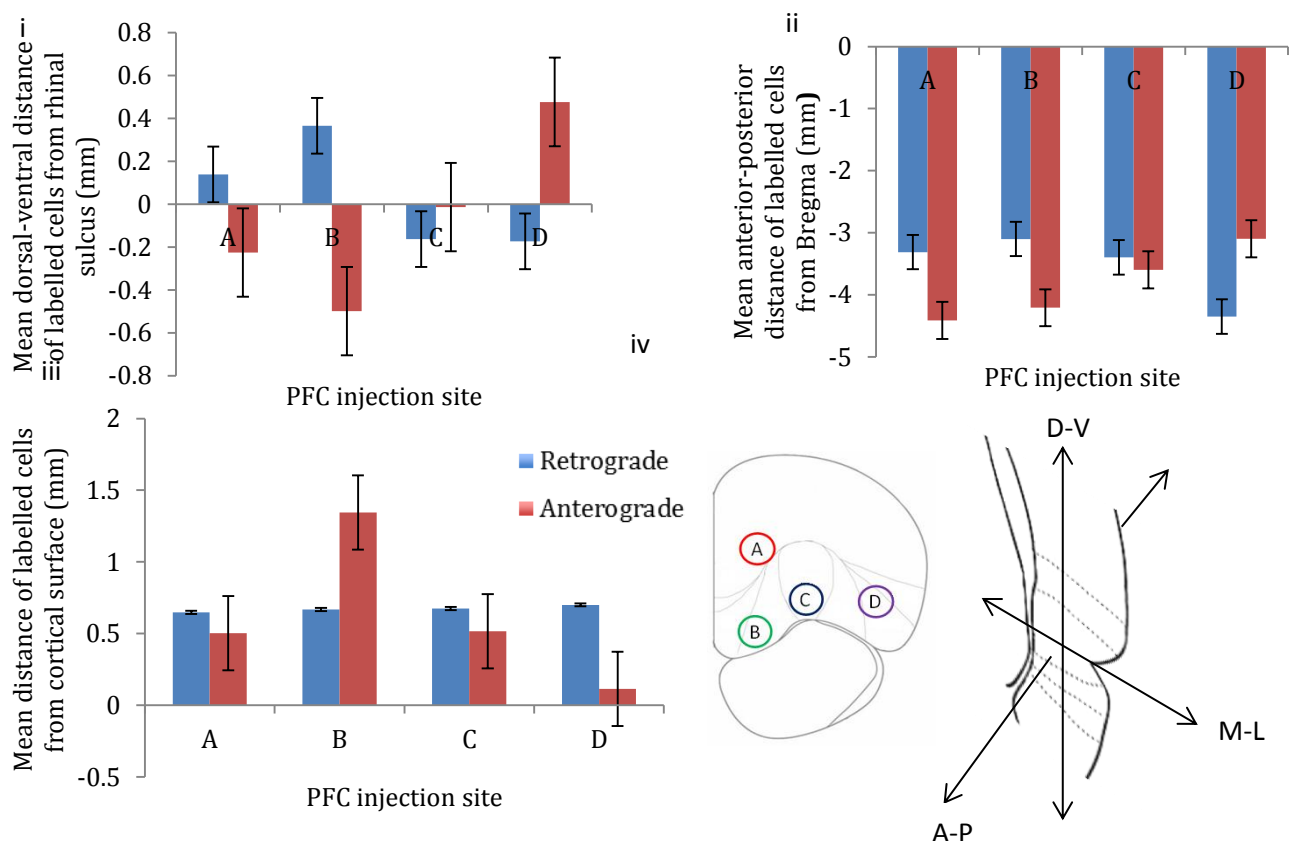 i
Mean dorsal-ventral distance
of labelled cells from rhinal
sulcus (mm)
0.8
0.6
0.4
0.2
0
-0.2
-0.4
-0.6
-0.8
A
B
C
D
PFC injection site
ii
Mean anterior-posterior
distance of labelled cells
from Bregma (mm)
0
-1
-2
-3
-4
-5
A
B
C
D
PFC injection site
iii
Mean distance of labelled cells
from cortical surface (mm)
2
1.5
1
0.5
0
-0.5
A
B
C
D
PFC injection site
Retrograde
Anterograde
iv
A
B
C
D
D-V
M-L
A-P